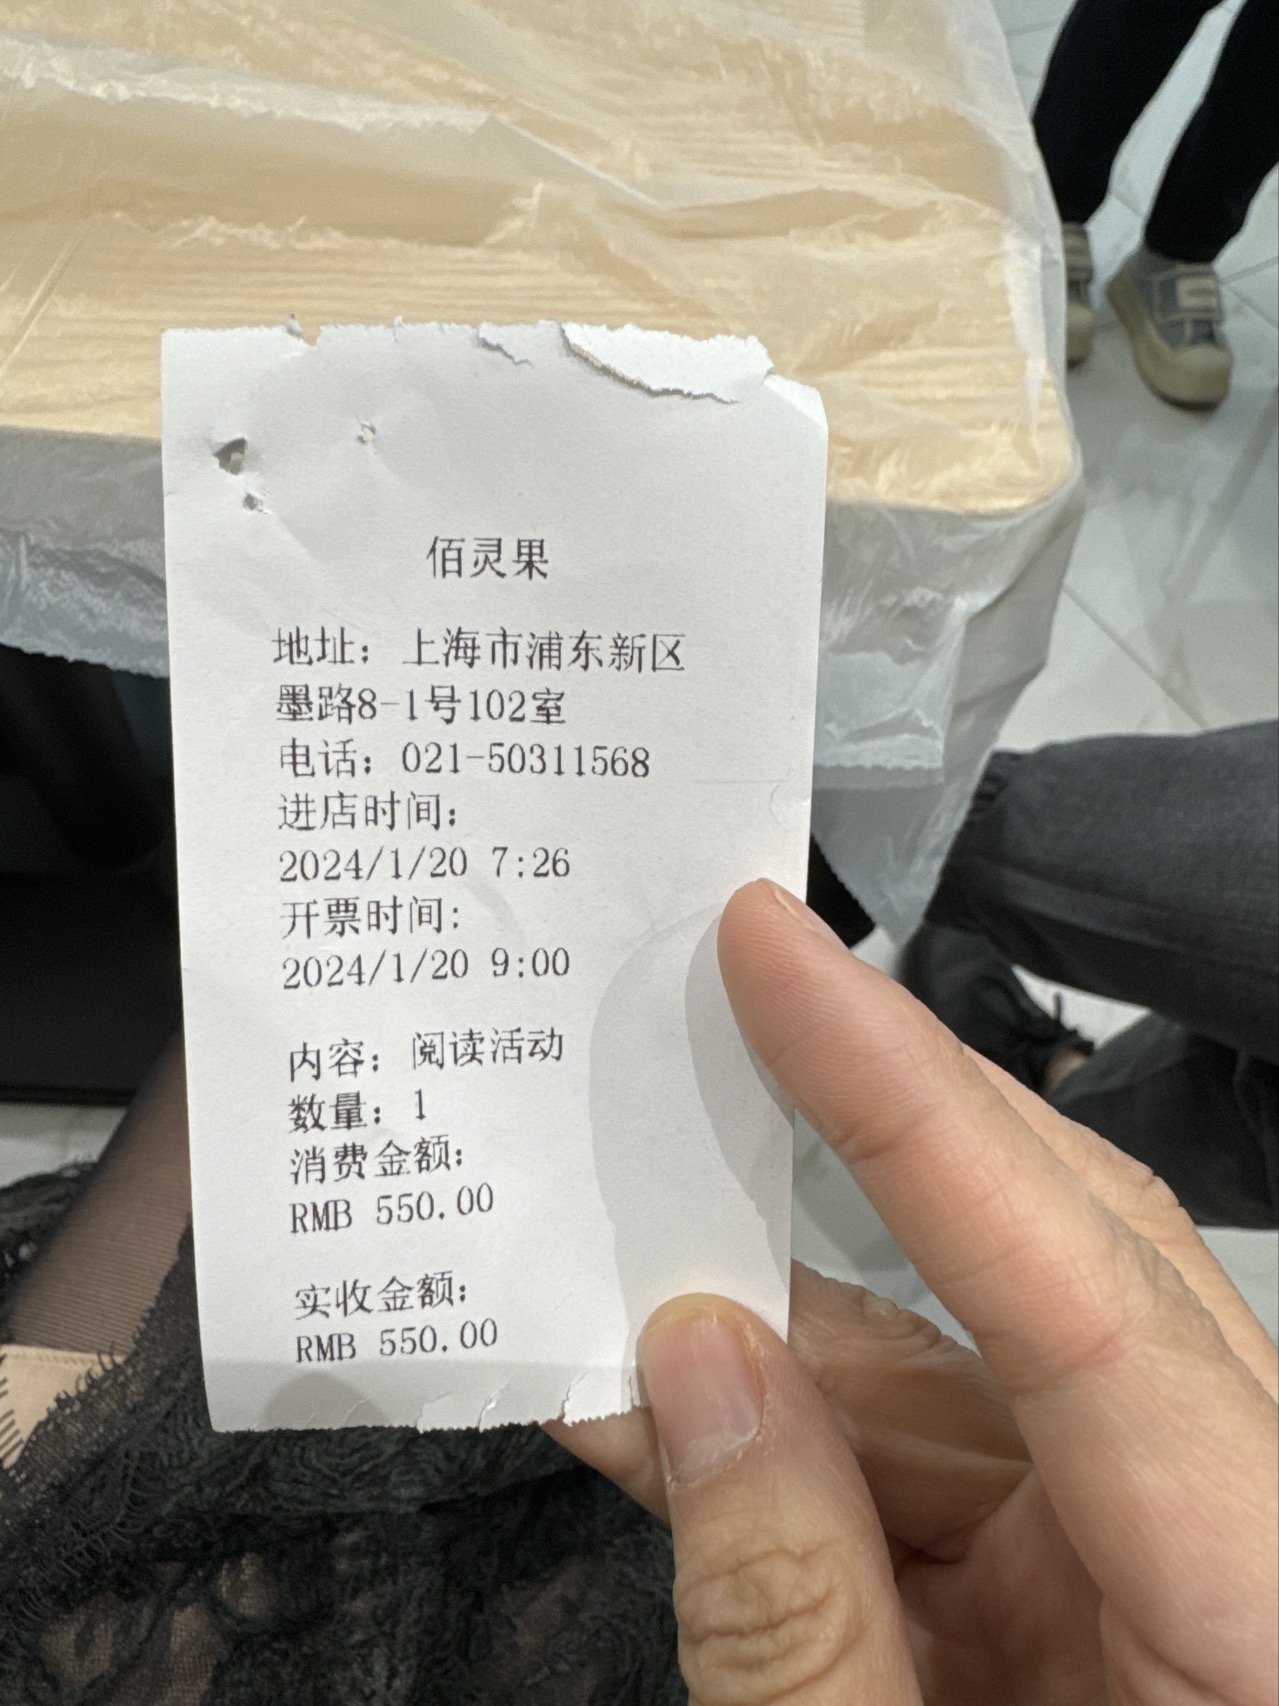 佰灵果
地址：上海市浦东新区
墨路8-1号102室
电话：021-50311568
进店时间：
2024/1/20 7:26
开票时间：
2024/1/20 9:00
内容：阅读活动
数量：1
消费金额：
RMB 550.00
实收金额：
RMB 550.00